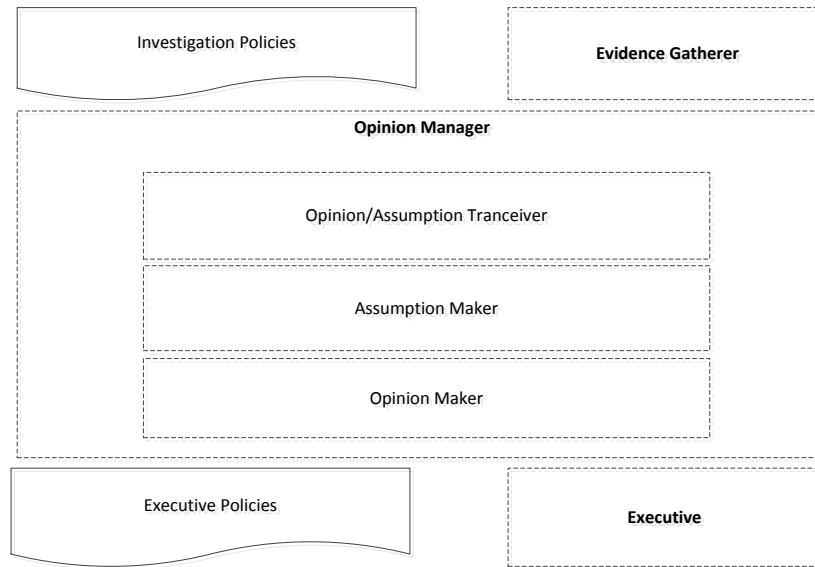 Investigation Policies
Evidence Gatherer
Opinion Manager
Opinion/Assumption Tranceiver
Assumption Maker
Opinion Maker
Executive Policies
Executive